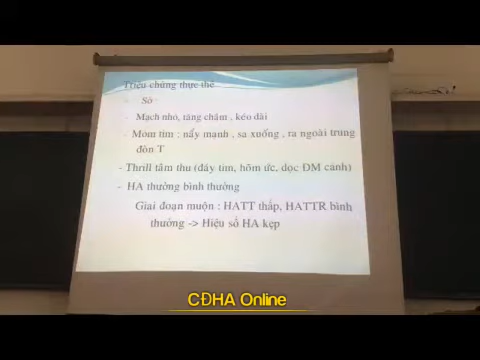 Triệu chứng thực thể
- Sờ
- Mạch nhỏ, tăng chậm , kéo dài
- Mỏm tim : nẩy mạnh , sa xuống , ra ngoài trung
đòn T
- Thrill tâm thu (đáy tim, hõm ức, dọc ĐM cảnh)
- HA thường bình thường
Giai đoạn muộn : HATT thấp, HATTR bình
thường -> Hiệu số HA kẹp
CĐHA Online